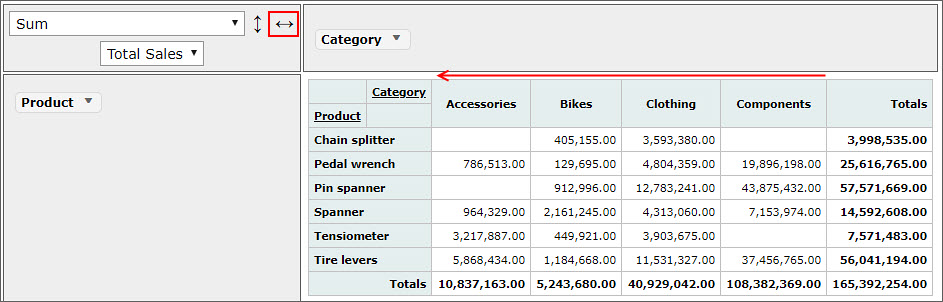 Sum ↕ ↔
Total Sales
Category
Product
Category Accessories Bikes Clothing Components Totals
Product
Chain splitter 405,155.00 3,593,380.00 3,998,535.00
Pedal wrench 786,513.00 129,695.00 4,804,359.00 19,896,198.00 25,616,765.00
Pin spanner 912,996.00 12,783,241.00 43,875,432.00 57,571,669.00
Spanner 964,329.00 2,161,245.00 4,313,060.00 7,153,974.00 14,592,608.00
Tensiometer 3,217,887.00 449,921.00 3,903,675.00 7,571,483.00
Tire levers 5,868,434.00 1,184,668.00 11,531,327.00 37,456,765.00 56,041,194.00
Totals 10,837,163.00 5,243,680.00 40,929,042.00 108,382,369.00 165,392,254.00